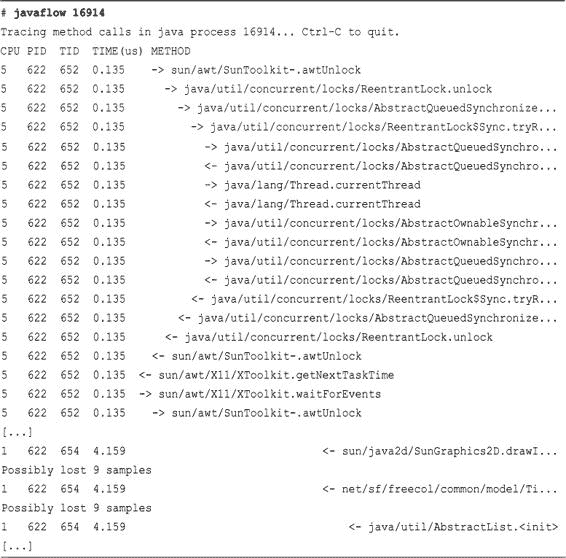 # javaflow 16914
Tracing method calls in java process 16914... Ctrl-C to quit.
CPU PID TID TIME(us) METHOD
5 622 652 0.135 -> sun/awt/SunToolkit-.awtUnlock
5 622 652 0.135 -> java/util/concurrent/locks/ReentrantLock.unlock
5 622 652 0.135 -> java/util/concurrent/locks/AbstractQueuedSynchronize...
5 622 652 0.135 -> java/util/concurrent/locks/ReentrantLock$Sync.tryR...
5 622 652 0.135 -> java/util/concurrent/locks/AbstractQueuedSynchro...
5 622 652 0.135 <- java/util/concurrent/locks/AbstractQueuedSynchro...
5 622 652 0.135 -> java/lang/Thread.currentThread
5 622 652 0.135 <- java/lang/Thread.currentThread
5 622 652 0.135 -> java/util/concurrent/locks/AbstractOwnableSynchr...
5 622 652 0.135 <- java/util/concurrent/locks/AbstractOwnableSynchr...
5 622 652 0.135 -> java/util/concurrent/locks/AbstractQueuedSynchro...
5 622 652 0.135 <- java/util/concurrent/locks/AbstractQueuedSynchro...
5 622 652 0.135 <- java/util/concurrent/locks/ReentrantLock$Sync.tryR...
5 622 652 0.135 <- java/util/concurrent/locks/AbstractQueuedSynchronize...
5 622 652 0.135 <- java/util/concurrent/locks/ReentrantLock.unlock
5 622 652 0.135 <- sun/awt/SunToolkit-.awtUnlock
5 622 652 0.135 <- sun/awt/X11/XToolkit.getNextTaskTime
5 622 652 0.135 -> sun/awt/X11/XToolkit.waitForEvents
5 622 652 0.135 -> sun/awt/SunToolkit-.awtUnlock
[...]
1 622 654 4.159 <- sun/java2d/SunGraphics2D.drawI...
Possibly lost 9 samples
1 622 654 4.159 <- net/sf/freecol/common/model/Ti...
Possibly lost 9 samples
1 622 654 4.159 <- java/util/AbstractList.<init>
[...]